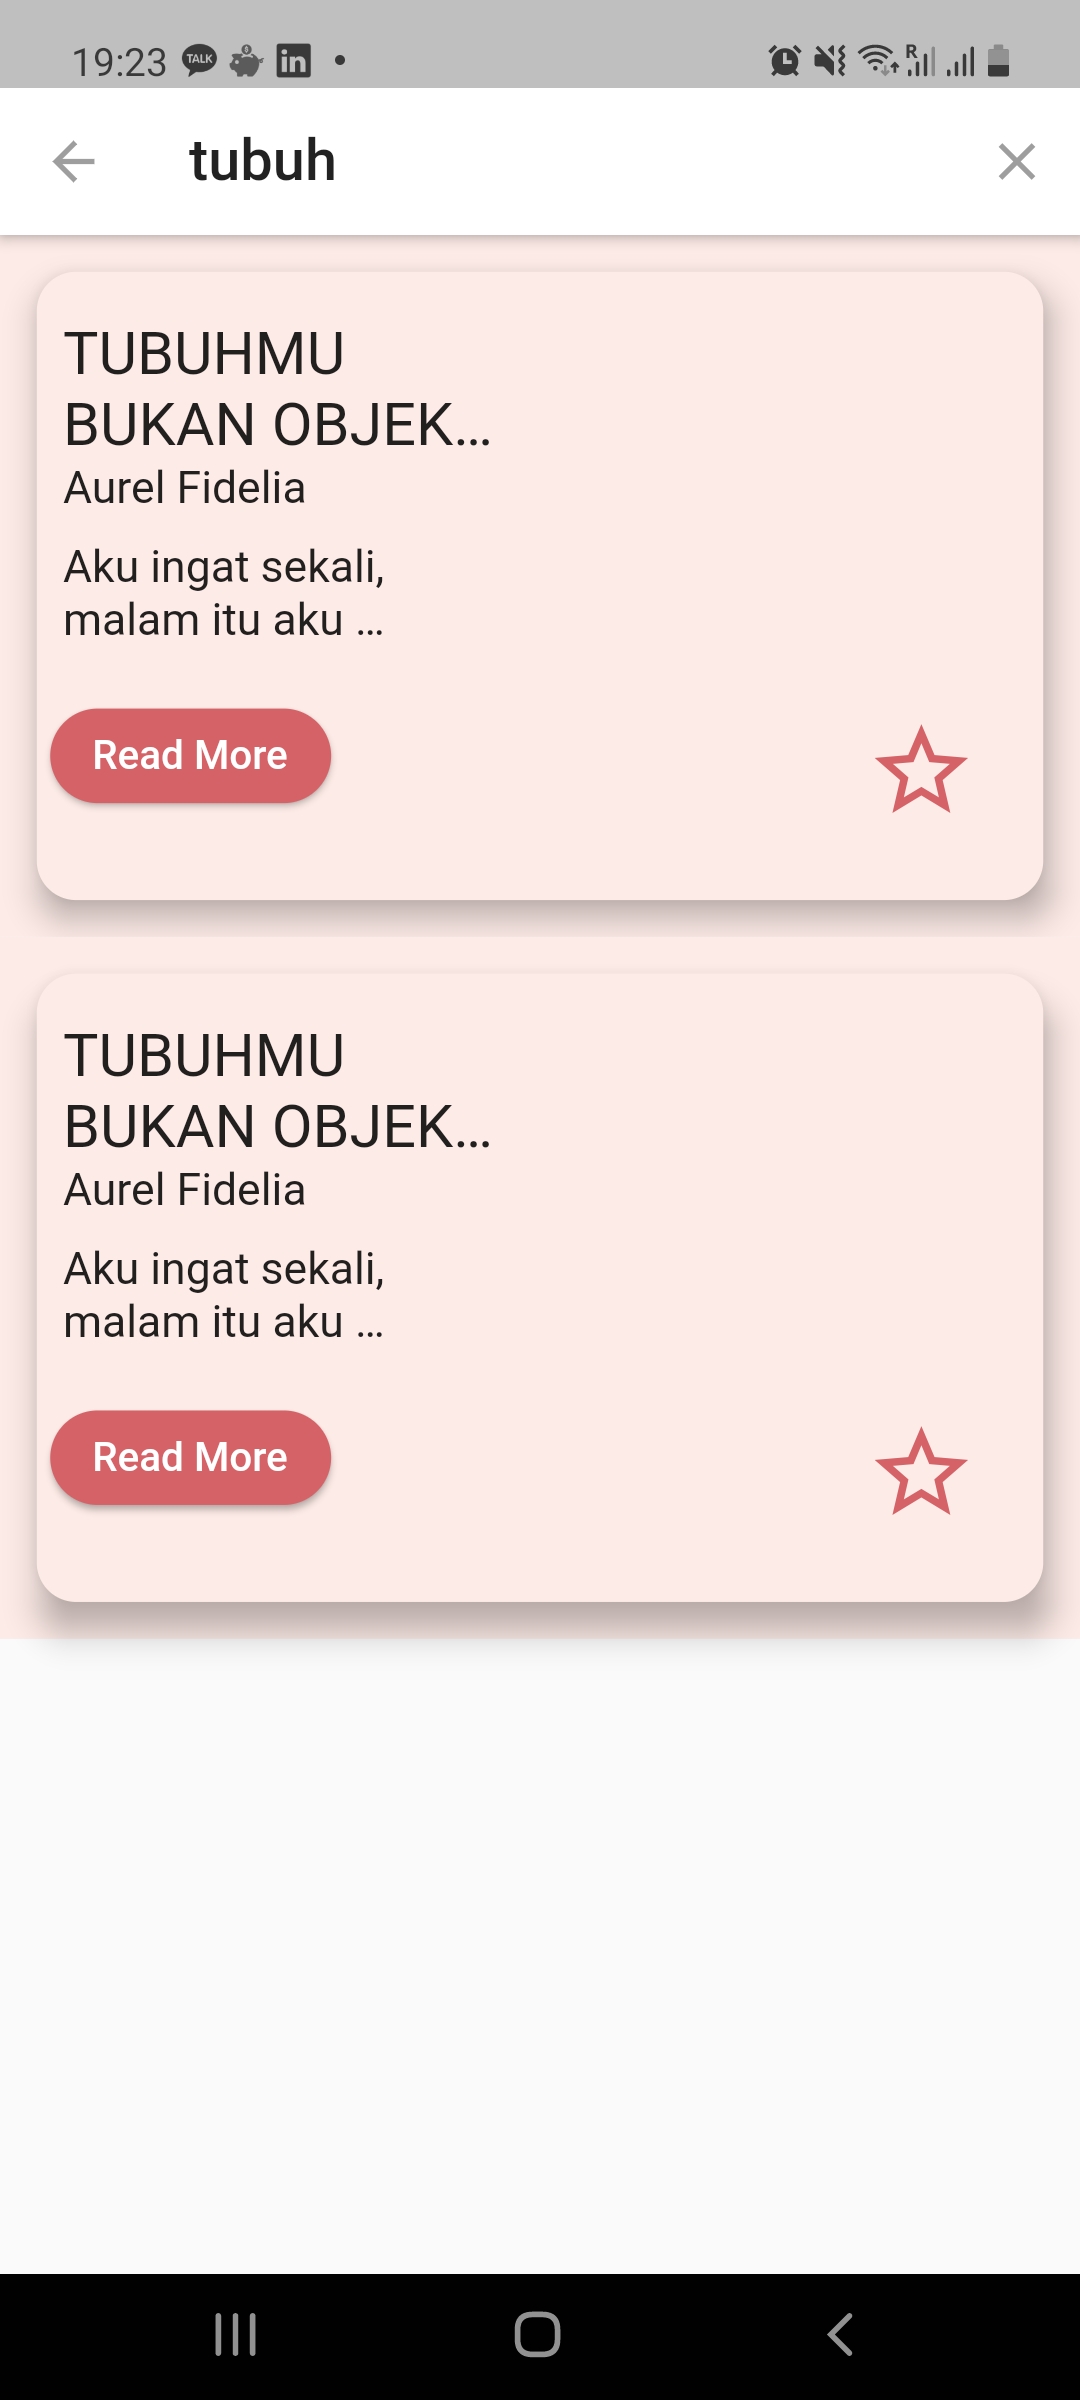 19:23 TALK R
tubuh
TUBUHMU
BUKAN OBJEK...
Aurel Fidelia
Aku ingat sekali,
malam itu aku ...
Read More
TUBUHMU
BUKAN OBJEK...
Aurel Fidelia
Aku ingat sekali,
malam itu aku ...
Read More